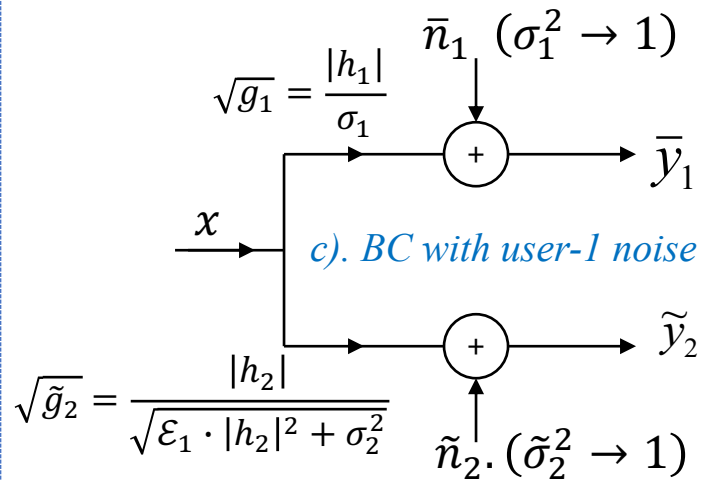 n̄₁ (σ₁² → 1)
√g₁ = |h₁| / σ₁
+
ȳ₁
x
c). BC with user-1 noise
+
ỹ₂
√g̃₂ = |h₂| / √(ℰ₁ · |h₂|² + σ₂²)
ñ₂. (σ̃₂² → 1)